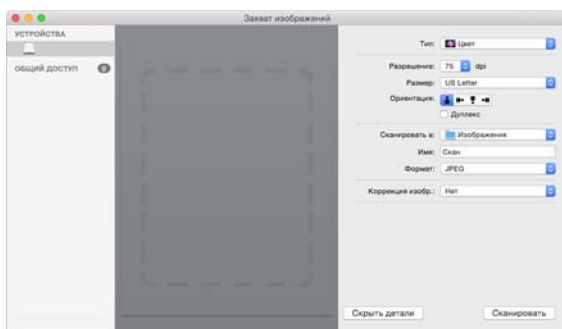 Захват изображений
УСТРОЙСТВА
ОБЩИЙ ДОСТУП 0
Тип: Цвет
Разрешение: 75 dpi
Размер: US Letter
Ориентация:
Дуплекс
Сканировать в: Изображения
Имя: Скан
Формат: JPEG
Коррекция изобр.: Нет
Скрыть детали
Сканировать